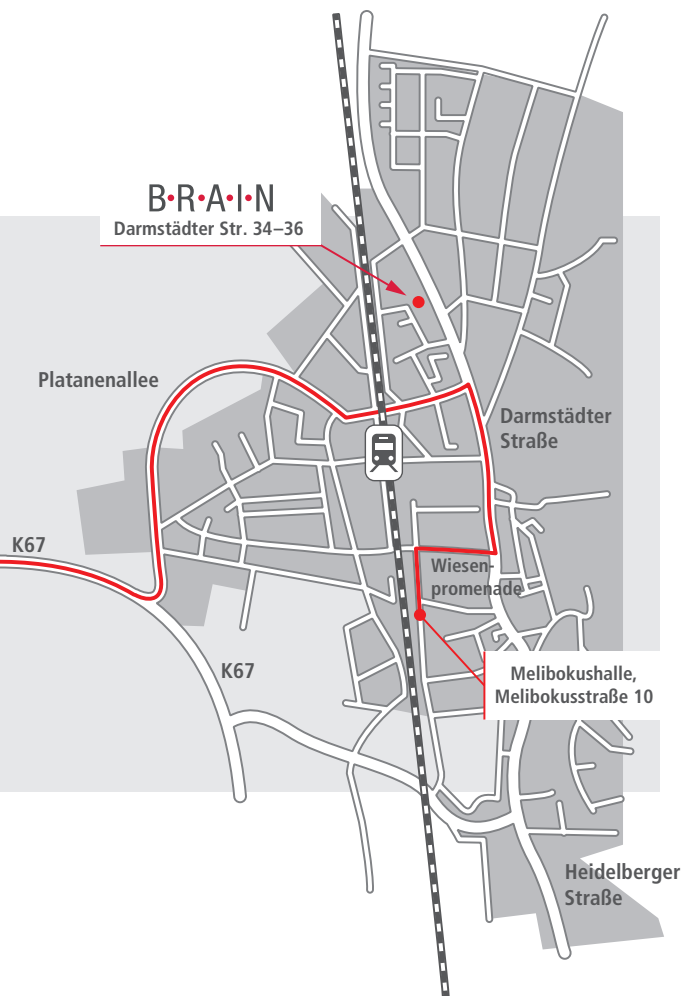 B·R·A·I·N
Darmstädter Str. 34–36
Platanenallee
Darmstädter
Straße
K67
Wiesen-
promenade
K67
Melibokushalle,
Melibokusstraße 10
Heidelberger
Straße